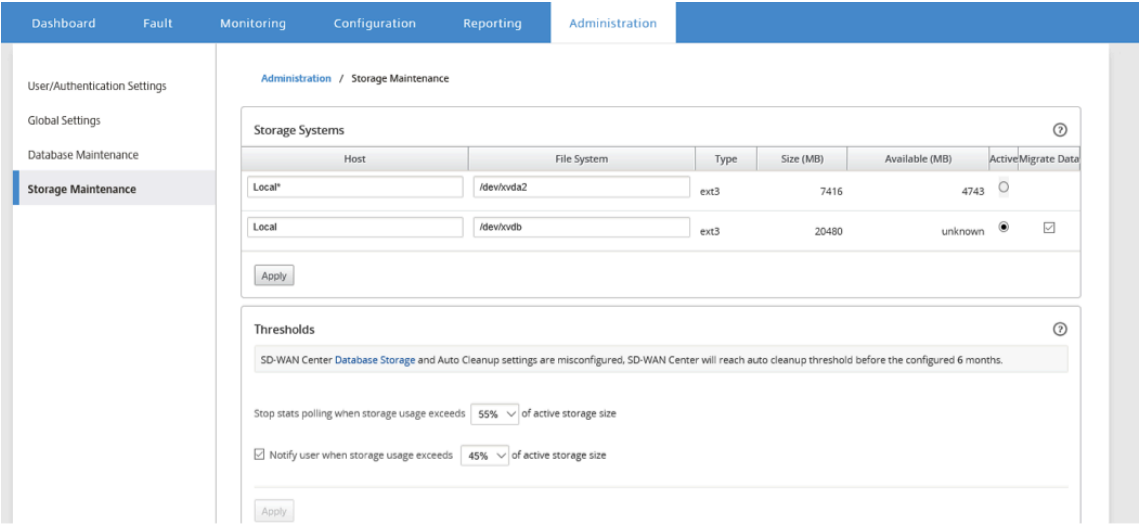 Dashboard Fault Monitoring Configuration Reporting Administration
User/Authentication Settings
Global Settings
Database Maintenance
Storage Maintenance
Administration / Storage Maintenance
Storage Systems ?
Host File System Type Size (MB) Available (MB) Active Migrate Data
Local* /dev/xvda2 ext3 7416 4743
Local /dev/xvdb ext3 20480 unknown
Apply
Thresholds ?
SD-WAN Center Database Storage and Auto Cleanup settings are misconfigured, SD-WAN Center will reach auto cleanup threshold before the configured 6 months.
Stop stats polling when storage usage exceeds 55% of active storage size
Notify user when storage usage exceeds 45% of active storage size
Apply